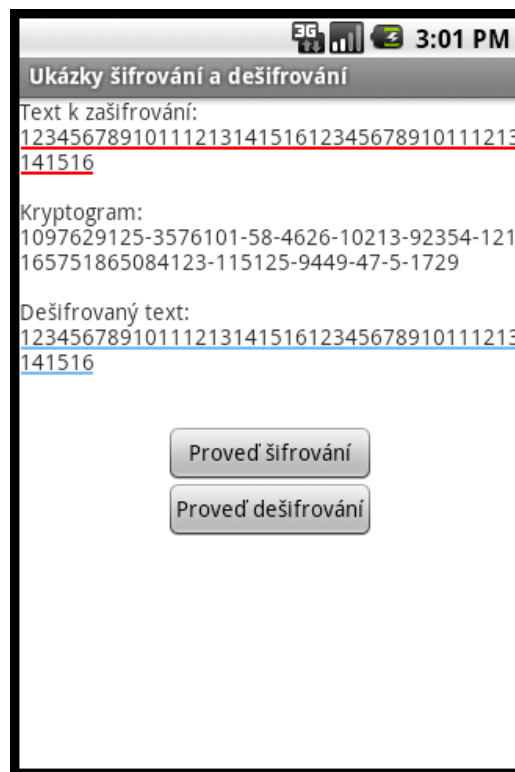 3G
3:01 PM
Ukázky šifrování a dešifrování
Text k zašifrování:
1234567891011121314151612345678910111213
141516
Kryptogram:
1097629125-3576101-58-4626-10213-92354-121
165751865084123-115125-9449-47-5-1729
Dešifrovaný text:
1234567891011121314151612345678910111213
141516
Proveď šifrování
Proveď dešifrování